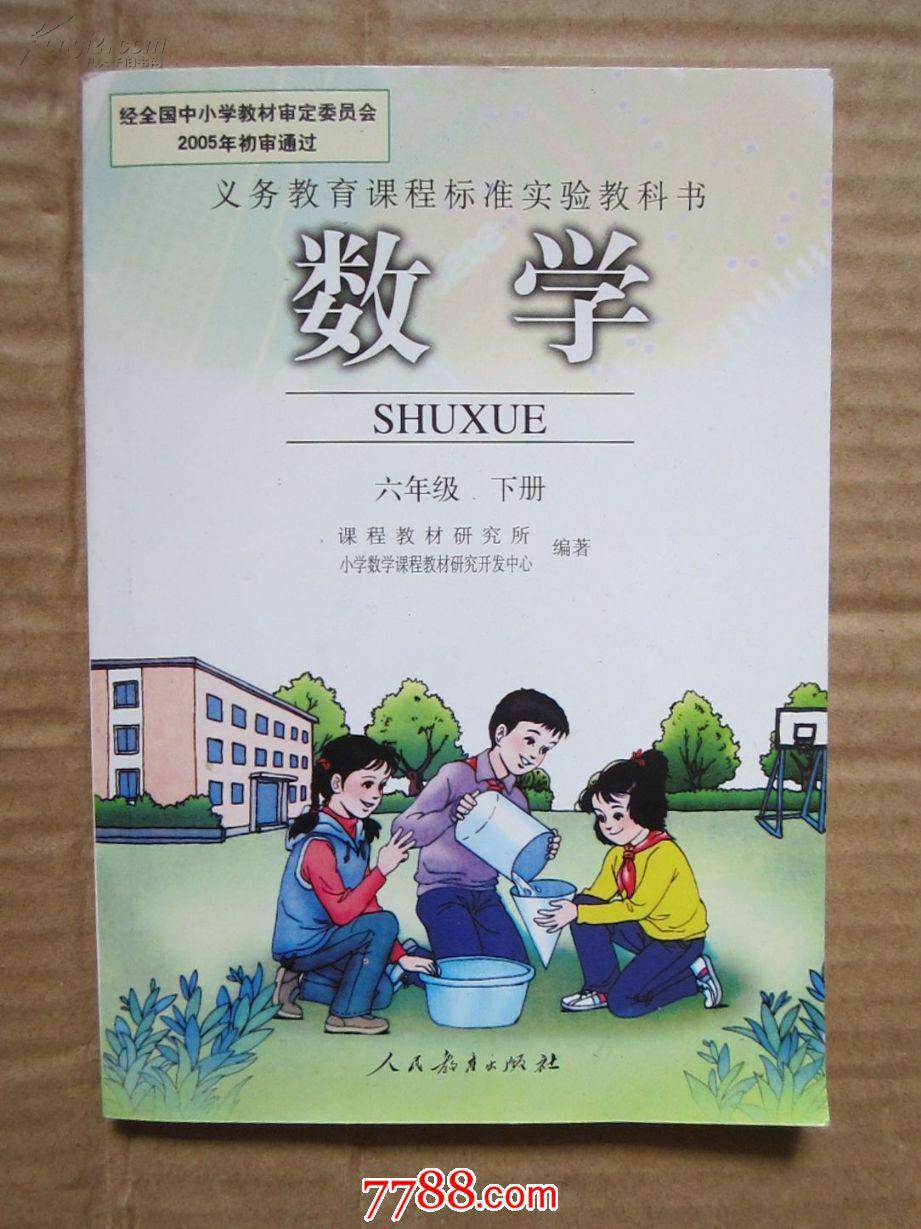 经全国中小学教材审定委员会
2005年初审通过
义务教育课程标准实验教科书
数学
SHUXUE
六年级 下册
课程教材研究所
小学数学课程教材研究开发中心
编著
人民教育出版社
7788.com